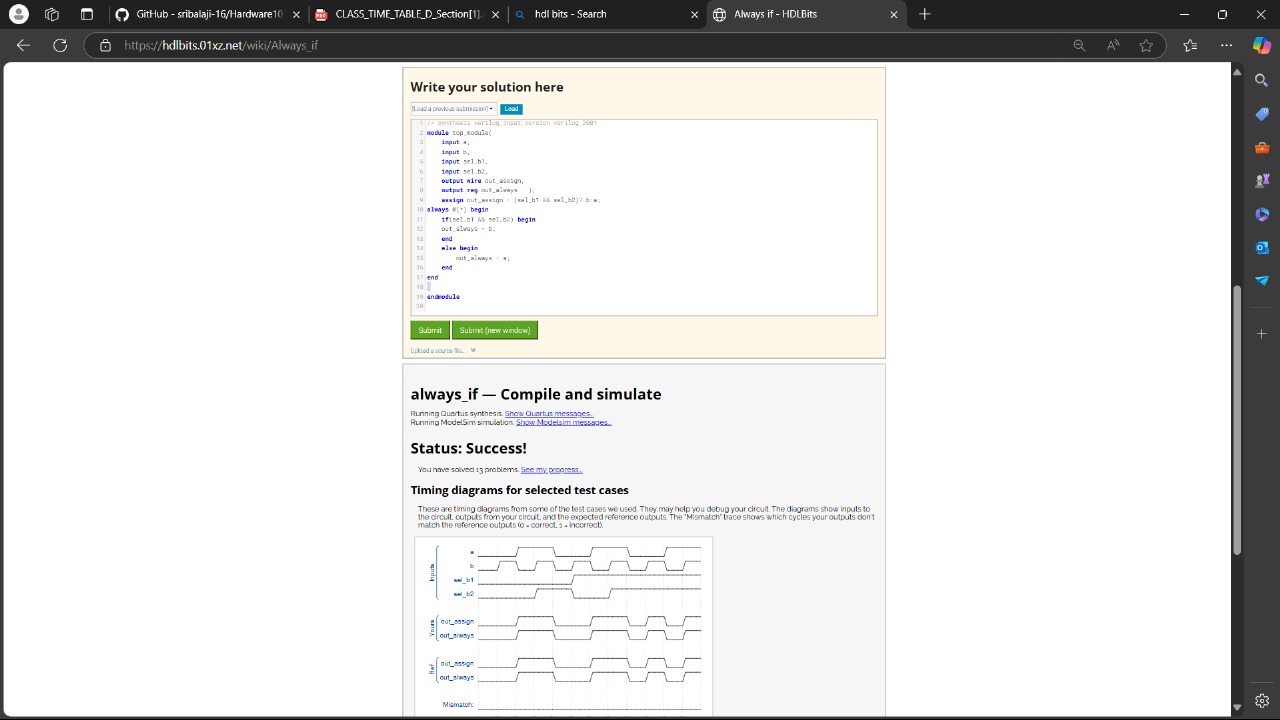 GitHub - sribalaji-16/Hardware10
CLASS_TIME_TABLE_D_Section[1].
hdl bits - Search
Always if - HDLBits
https://hdlbits.01xz.net/wiki/Always_if
Write your solution here
[Load a previous submission]
Load
1 // synthesis verilog_input_version verilog_2001
2 module top_module(
3 input a,
4 input b,
5 input sel_b1,
6 input sel_b2,
7 output wire out_assign,
8 output reg out_always );
9 assign out_assign = (sel_b1 && sel_b2)? b:a;
10 always @(*) begin
11 if(sel_b1 && sel_b2) begin
12 out_always = b;
13 end
14 else begin
15 out_always = a;
16 end
17 end
18
19 endmodule
20
Submit
Submit (new window)
Upload a source file...
always_if — Compile and simulate
Running Quartus synthesis. Show Quartus messages...
Running ModelSim simulation. Show Modelsim messages...
Status: Success!
You have solved 13 problems. See my progress...
Timing diagrams for selected test cases
These are timing diagrams from some of the test cases we used. They may help you debug your circuit. The diagrams show inputs to
the circuit, outputs from your circuit, and the expected reference outputs. The "Mismatch" trace shows which cycles your outputs don't
match the reference outputs (0 = correct, 1 = incorrect).
Inputs
a
b
sel_b1
sel_b2
Yours
out_assign
out_always
Ref
out_assign
out_always
Mismatch: